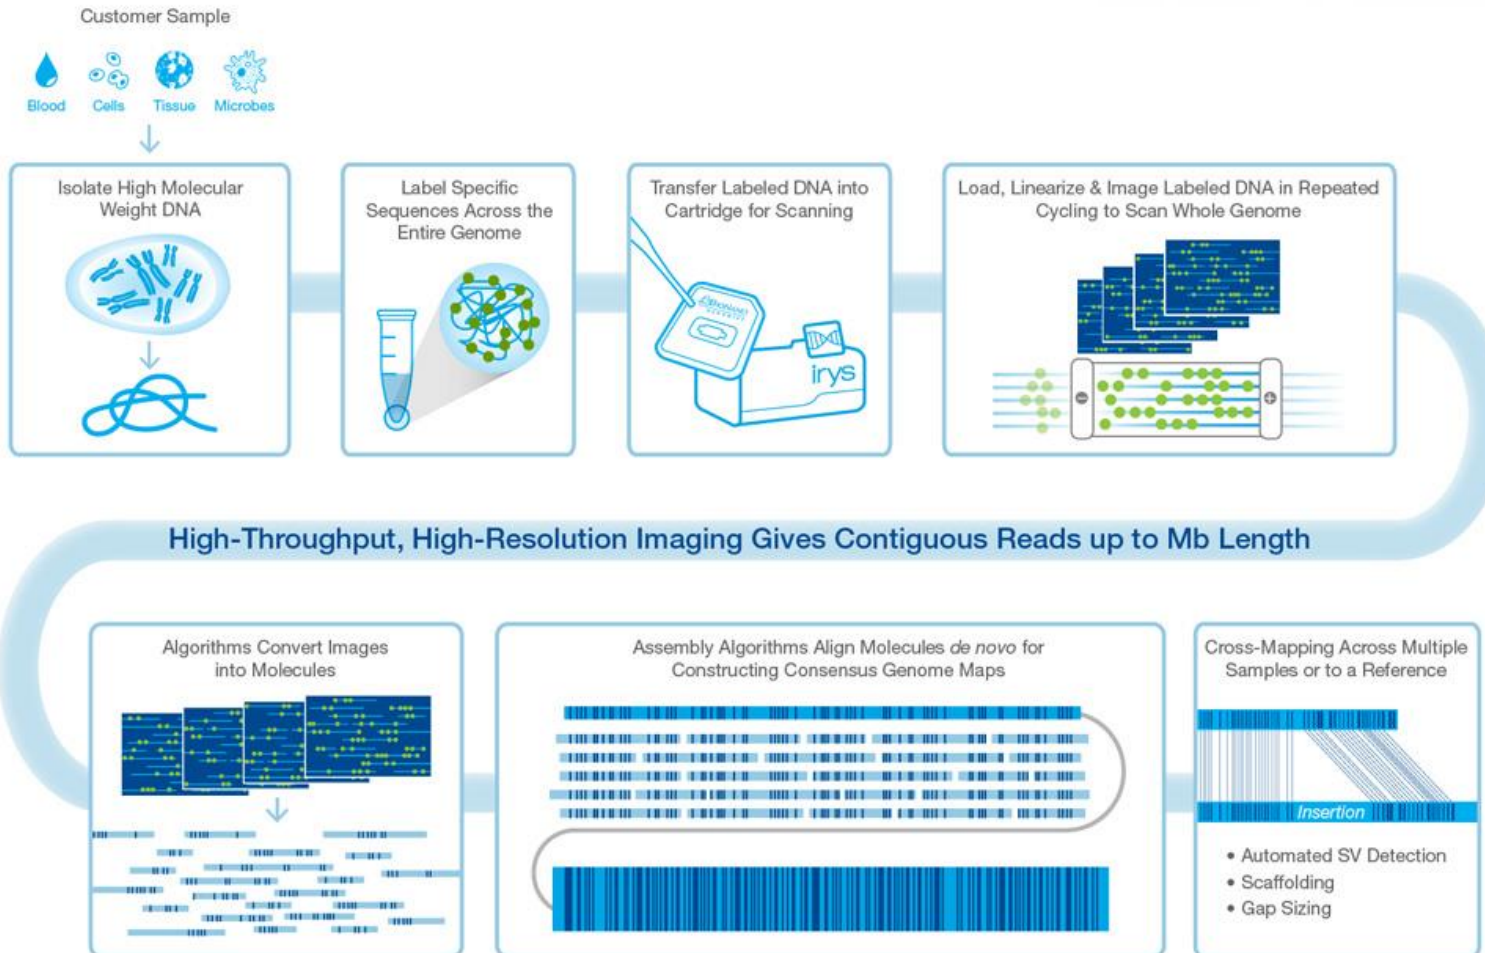 Customer Sample
Blood Cells Tissue Microbes
Isolate High Molecular
Weight DNA
Label Specific
Sequences Across the
Entire Genome
Transfer Labeled DNA into
Cartridge for Scanning
BIONANO
GENOMICS
irys
Load, Linearize & Image Labeled DNA in Repeated
Cycling to Scan Whole Genome
High-Throughput, High-Resolution Imaging Gives Contiguous Reads up to Mb Length
Algorithms Convert Images
into Molecules
Assembly Algorithms Align Molecules de novo for
Constructing Consensus Genome Maps
Cross-Mapping Across Multiple
Samples or to a Reference
Insertion
• Automated SV Detection
• Scaffolding
• Gap Sizing